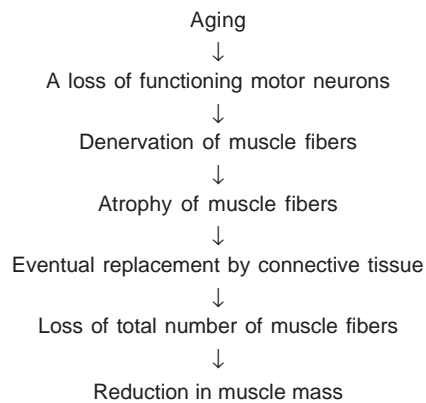 Aging
↓
A loss of functioning motor neurons
↓
Denervation of muscle fibers
↓
Atrophy of muscle fibers
↓
Eventual replacement by connective tissue
↓
Loss of total number of muscle fibers
↓
Reduction in muscle mass